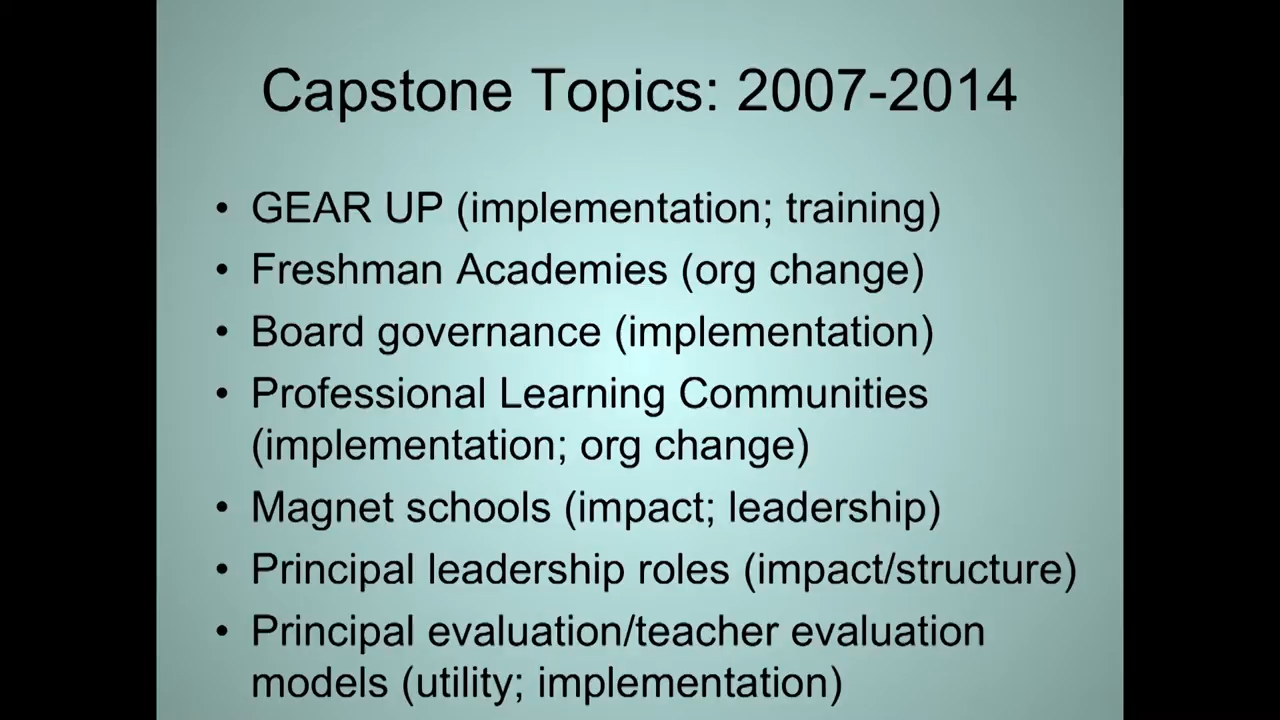 Capstone Topics: 2007-2014
• GEAR UP (implementation; training)
• Freshman Academies (org change)
• Board governance (implementation)
• Professional Learning Communities
(implementation; org change)
• Magnet schools (impact; leadership)
• Principal leadership roles (impact/structure)
• Principal evaluation/teacher evaluation
models (utility; implementation)